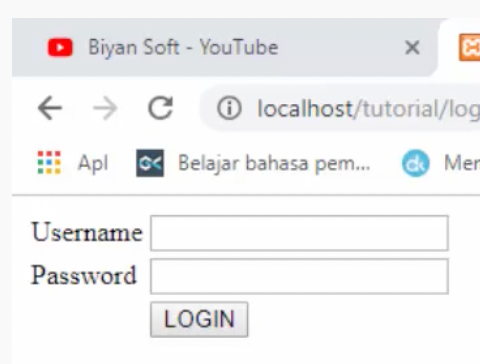 Biyan Soft - YouTube
localhost/tutorial/log
Apl Belajar bahasa pem... Mer
Username
Password
LOGIN